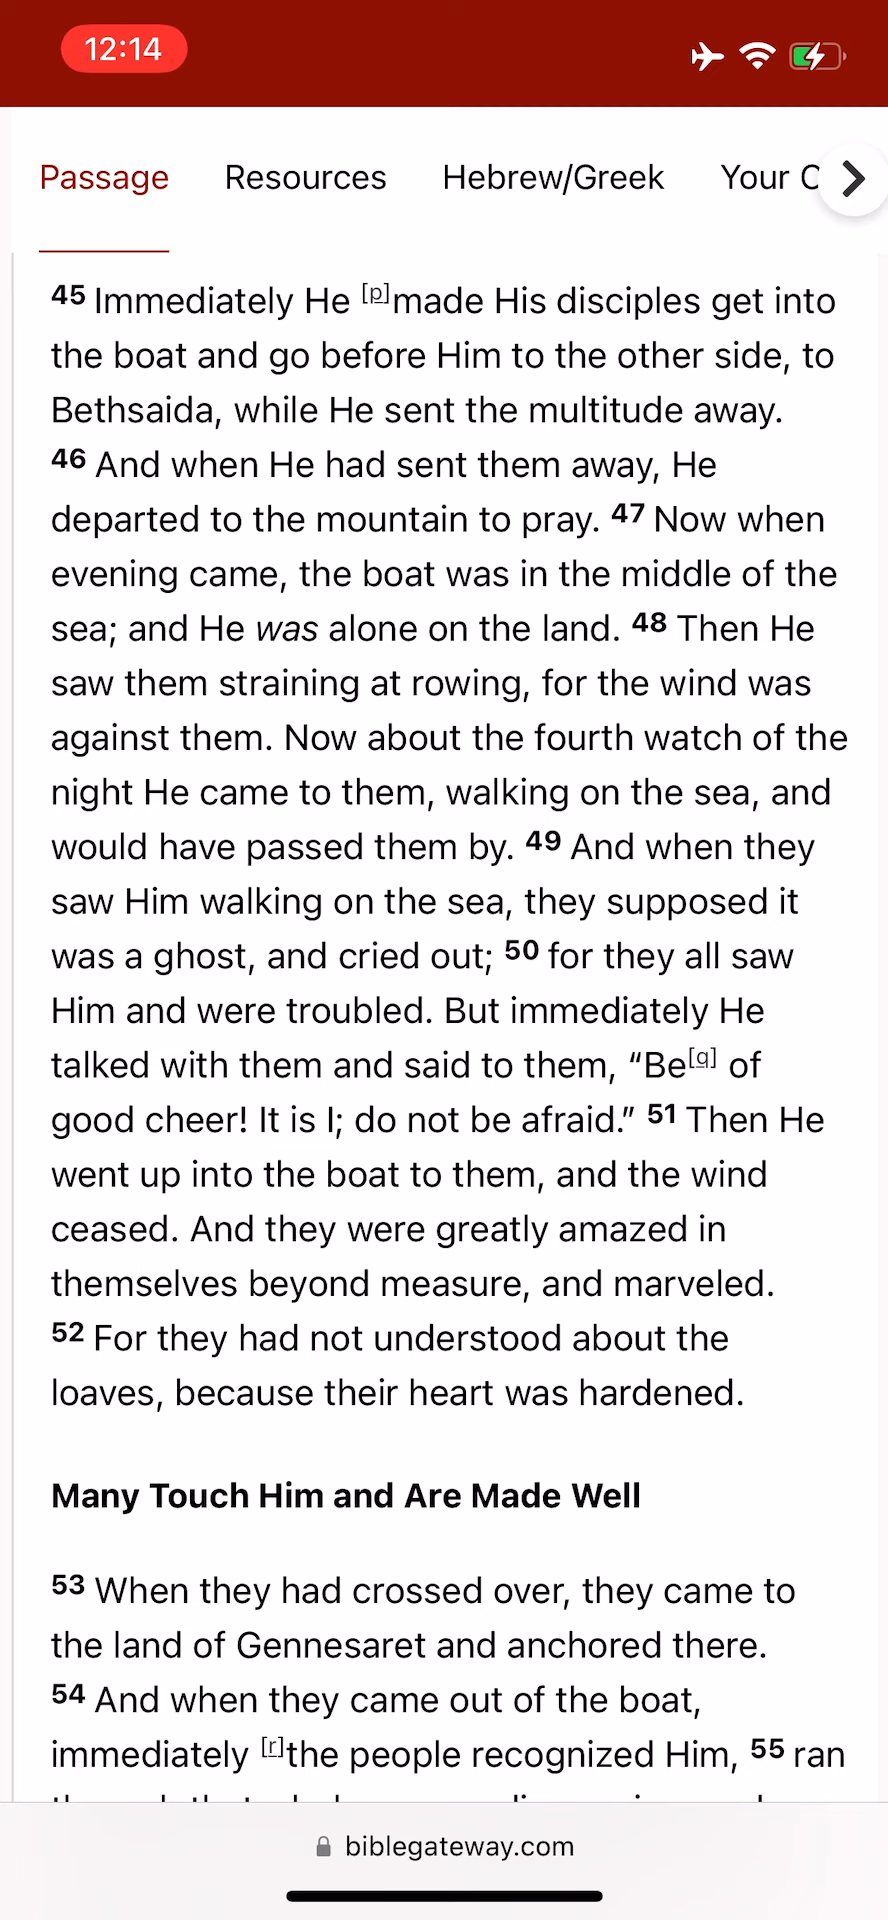 12:14
Passage Resources Hebrew/Greek Your
45 Immediately He [p]made His disciples get into
the boat and go before Him to the other side, to
Bethsaida, while He sent the multitude away.
46 And when He had sent them away, He
departed to the mountain to pray. 47 Now when
evening came, the boat was in the middle of the
sea; and He was alone on the land. 48 Then He
saw them straining at rowing, for the wind was
against them. Now about the fourth watch of the
night He came to them, walking on the sea, and
would have passed them by. 49 And when they
saw Him walking on the sea, they supposed it
was a ghost, and cried out; 50 for they all saw
Him and were troubled. But immediately He
talked with them and said to them, “Be[q] of
good cheer! It is I; do not be afraid.” 51 Then He
went up into the boat to them, and the wind
ceased. And they were greatly amazed in
themselves beyond measure, and marveled.
52 For they had not understood about the
loaves, because their heart was hardened.
Many Touch Him and Are Made Well
53 When they had crossed over, they came to
the land of Gennesaret and anchored there.
54 And when they came out of the boat,
immediately [r]the people recognized Him, 55 ran
biblegateway.com